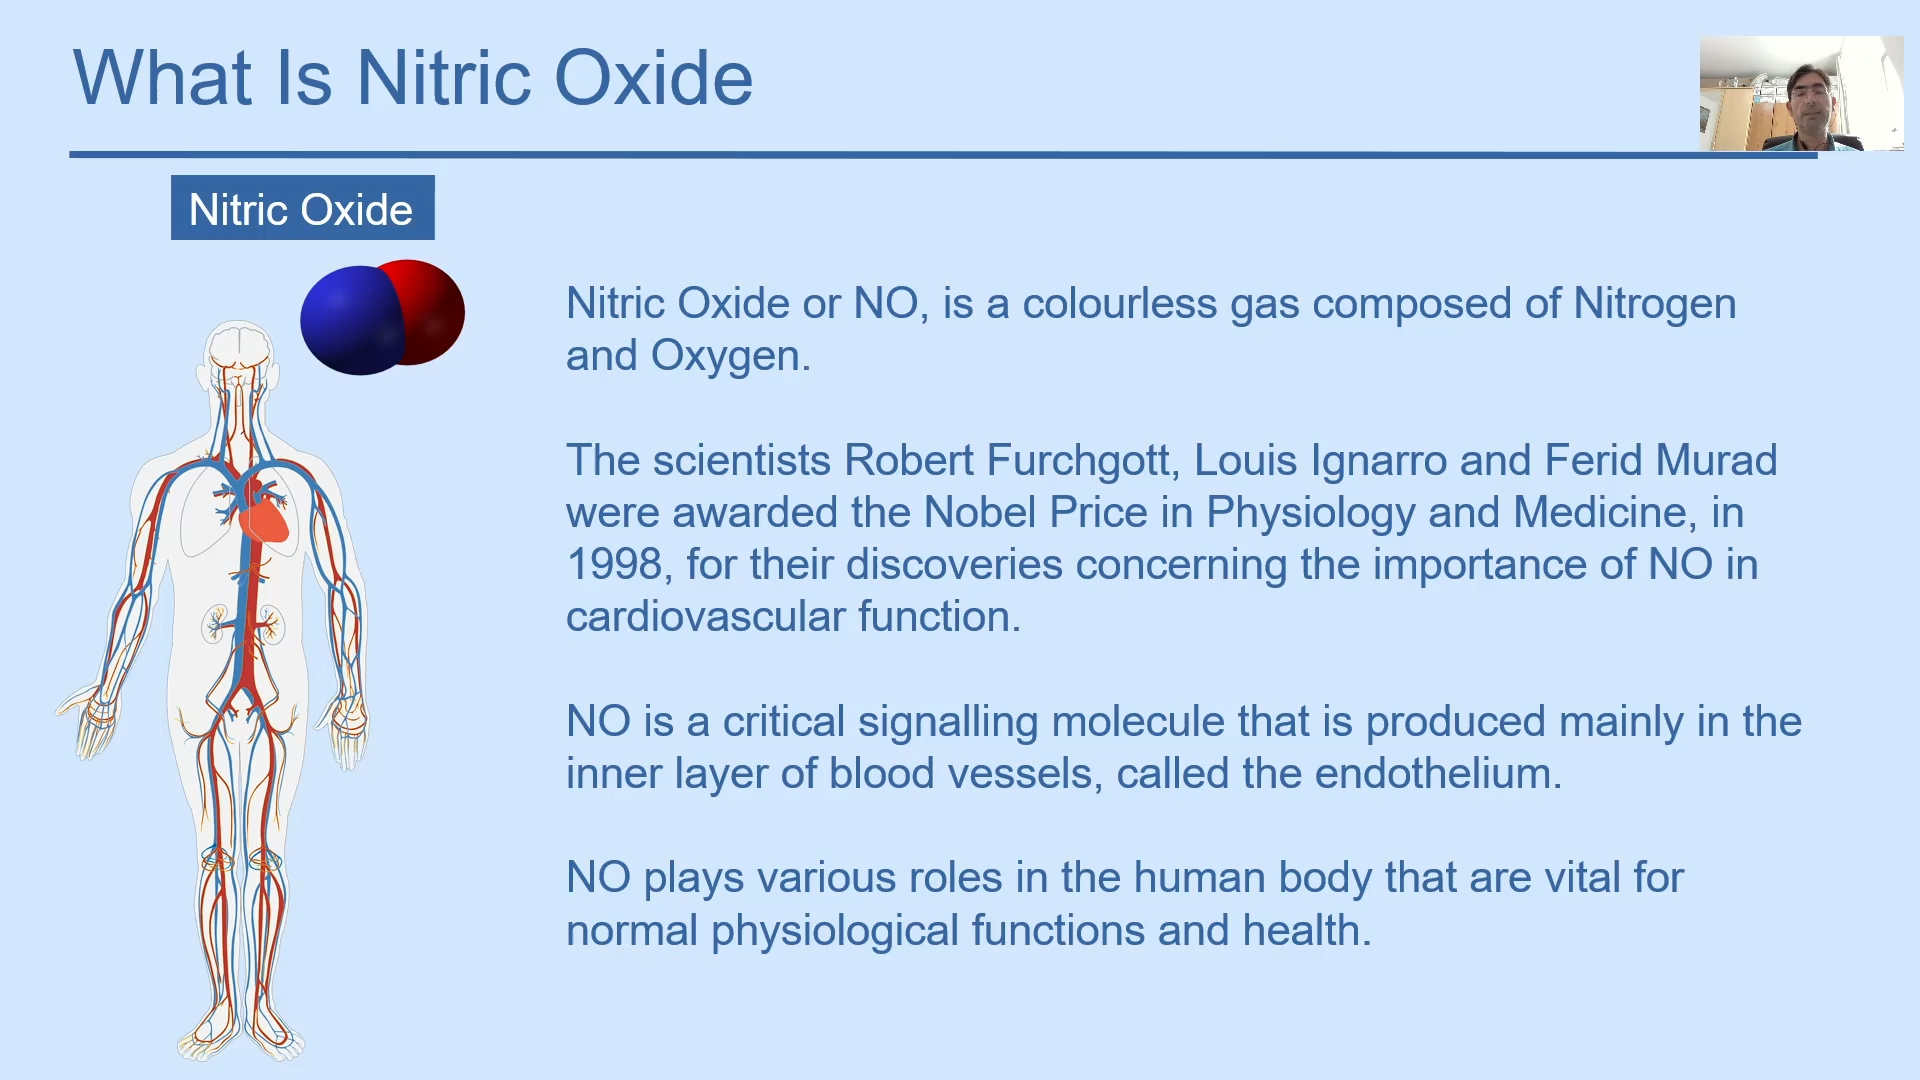 What Is Nitric Oxide
Nitric Oxide
Nitric Oxide or NO, is a colourless gas composed of Nitrogen
and Oxygen.
The scientists Robert Furchgott, Louis Ignarro and Ferid Murad
were awarded the Nobel Price in Physiology and Medicine, in
1998, for their discoveries concerning the importance of NO in
cardiovascular function.
NO is a critical signalling molecule that is produced mainly in the
inner layer of blood vessels, called the endothelium.
NO plays various roles in the human body that are vital for
normal physiological functions and health.